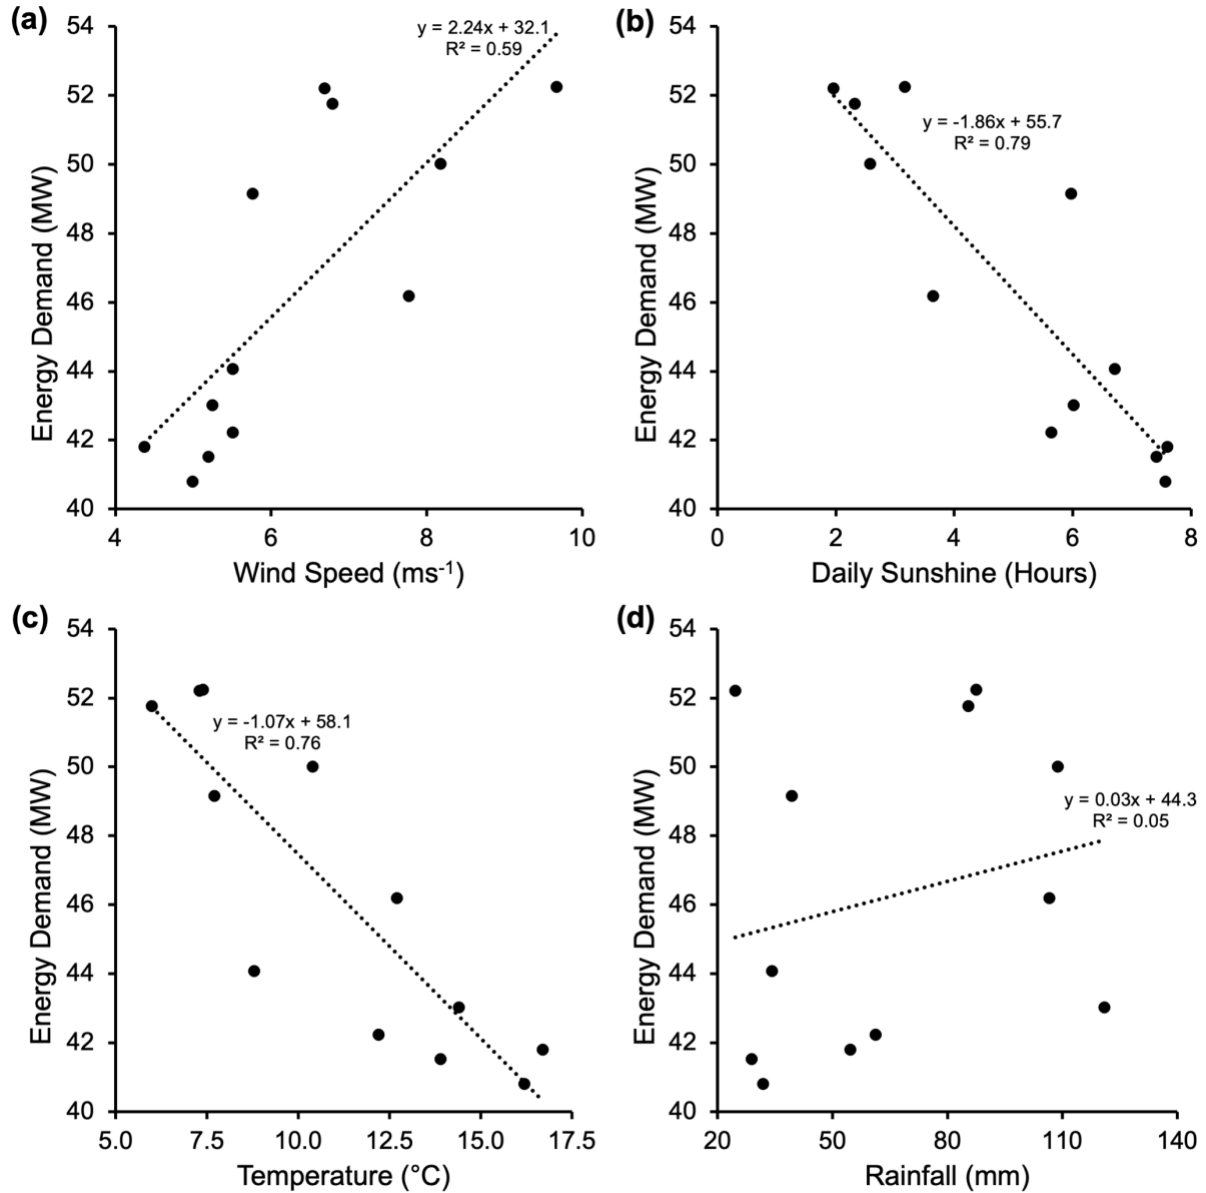 (a)
54
52
50
48
46
44
42
40
Energy Demand (MW)
y = 2.24x + 32.1
R² = 0.59
4 6 8 10
Wind Speed (ms⁻¹)
(b)
54
52
50
48
46
44
42
40
Energy Demand (MW)
y = -1.86x + 55.7
R² = 0.79
0 2 4 6 8
Daily Sunshine (Hours)
(c)
54
52
50
48
46
44
42
40
Energy Demand (MW)
y = -1.07x + 58.1
R² = 0.76
5.0 7.5 10.0 12.5 15.0 17.5
Temperature (°C)
(d)
54
52
50
48
46
44
42
40
Energy Demand (MW)
y = 0.03x + 44.3
R² = 0.05
20 50 80 110 140
Rainfall (mm)